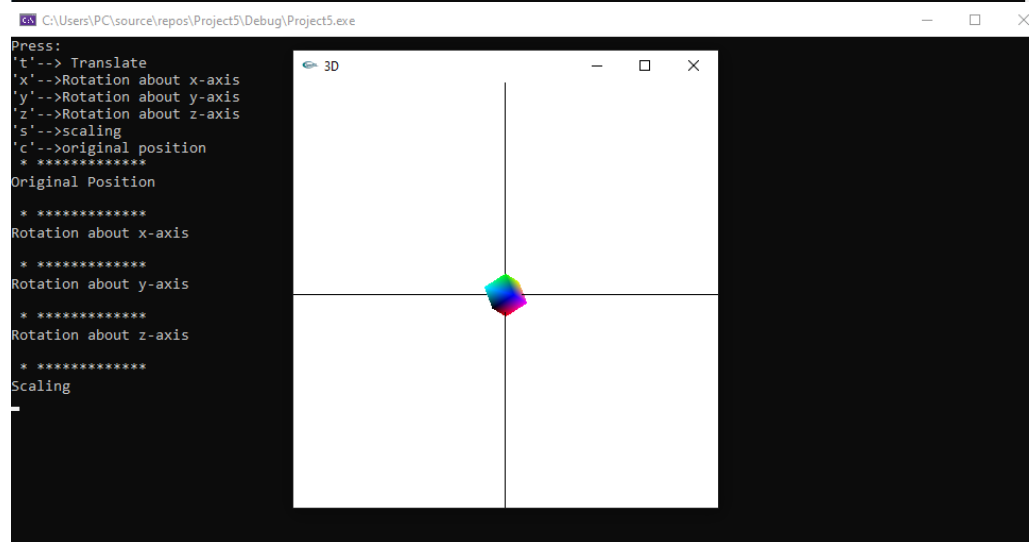 C:\Users\PC\source\repos\Project5\Debug\Project5.exe
Press:
't'--> Translate
'x'-->Rotation about x-axis
'y'-->Rotation about y-axis
'z'-->Rotation about z-axis
's'-->scaling
'c'-->original position
* *************
Original Position
* *************
Rotation about x-axis
* *************
Rotation about y-axis
* *************
Rotation about z-axis
* *************
Scaling
3D